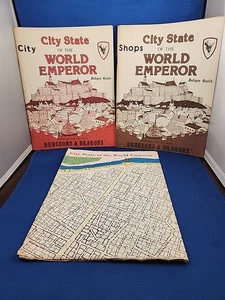 City
City State
OF THE
WORLD
EMPEROR
DUNGEONS & DRAGONS
Shops
City State
OF THE
WORLD
EMPEROR
DUNGEONS & DRAGONS
City State of the World Emperor